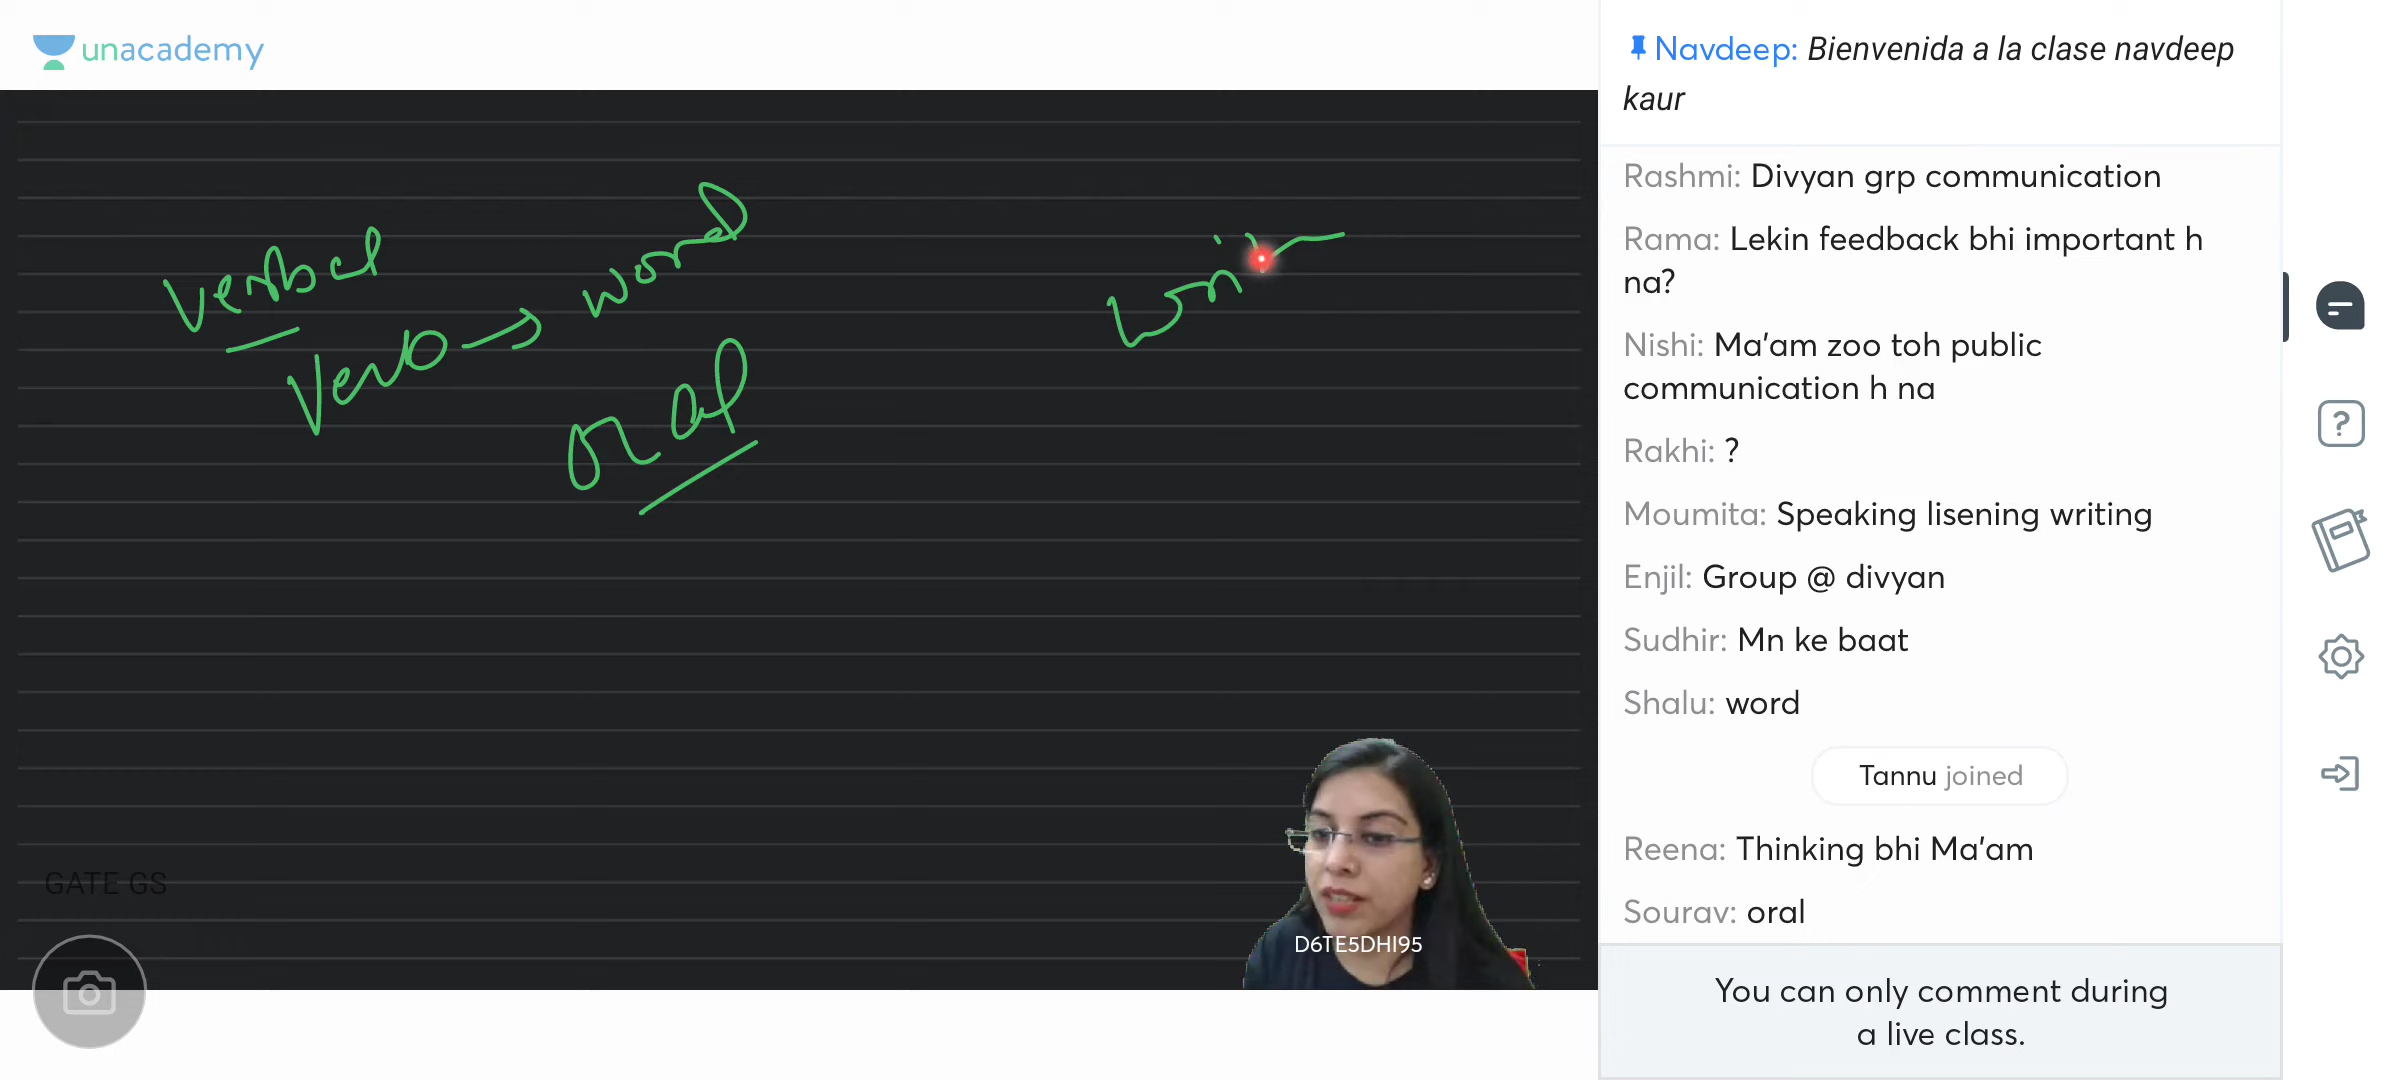 unacademy
verbal
Verb → word
oral
wri
GATE GS
D6TE5DHI95
Navdeep: Bienvenida a la clase navdeep
kaur
Rashmi: Divyan grp communication
Rama: Lekin feedback bhi important h
na?
Nishi: Ma'am zoo toh public
communication h na
Rakhi: ?
Moumita: Speaking lisening writing
Enjil: Group @ divyan
Sudhir: Mn ke baat
Shalu: word
Tannu joined
Reena: Thinking bhi Ma'am
Sourav: oral
You can only comment during
a live class.